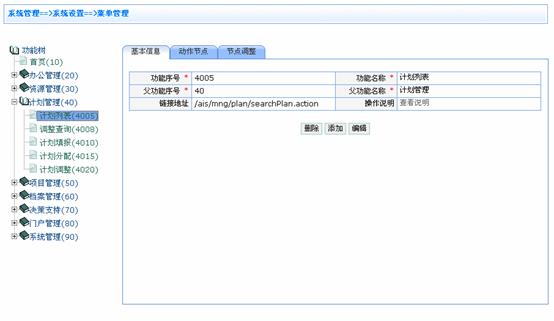 系统管理==>系统设置==>菜单管理
功能树
首页(10)
办公管理(20)
资源管理(30)
计划管理(40)
计划列表(4005)
调整查询(4008)
计划填报(4010)
计划分配(4015)
计划调整(4020)
项目管理(50)
档案管理(60)
决策支持(70)
门户管理(80)
系统管理(90)
基本信息 动作节点 节点调整
功能序号 * 4005 功能名称 * 计划列表
父功能序号 * 40 父功能名称 * 计划管理
链接地址 /ais/mng/plan/searchPlan.action 操作说明 查看说明
删除 添加 编辑